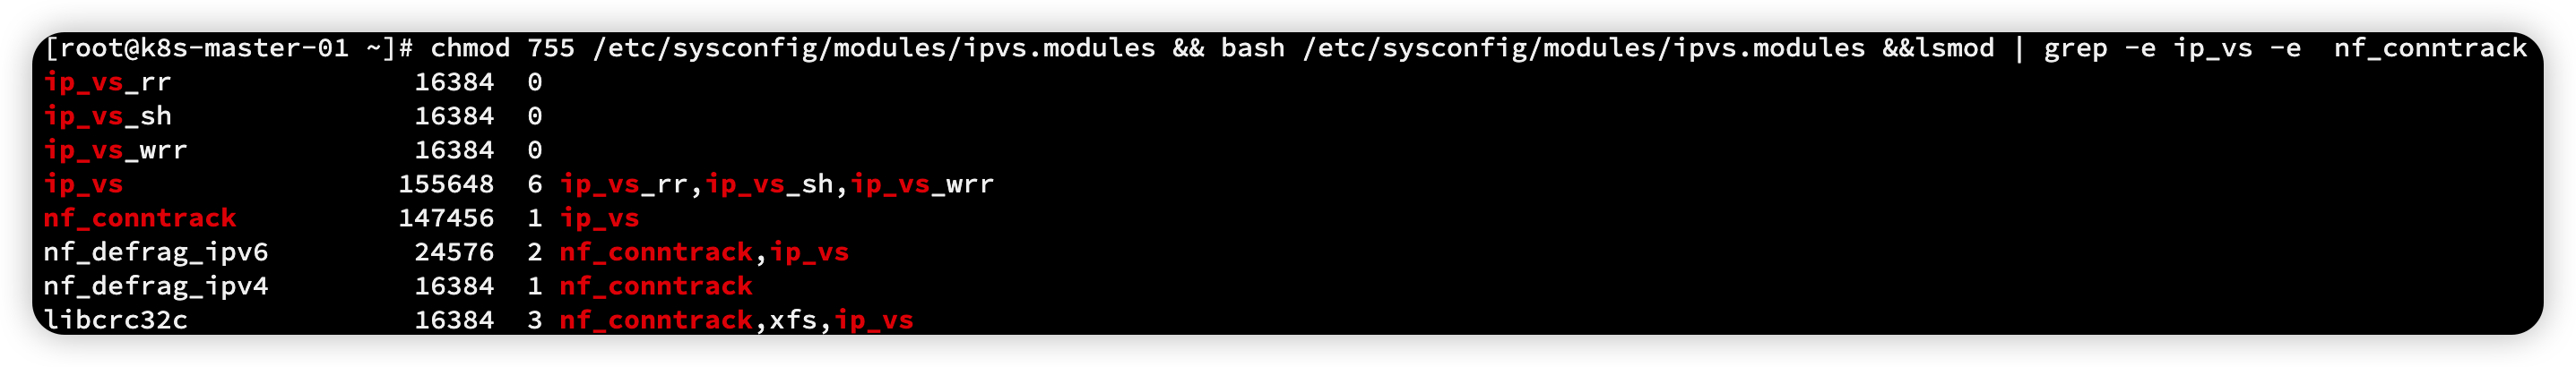 [root@k8s-master-01 ~]# chmod 755 /etc/sysconfig/modules/ipvs.modules && bash /etc/sysconfig/modules/ipvs.modules &&lsmod | grep -e ip_vs -e  nf_conntrack
ip_vs_rr               16384  0
ip_vs_sh               16384  0
ip_vs_wrr              16384  0
ip_vs                 155648  6 ip_vs_rr,ip_vs_sh,ip_vs_wrr
nf_conntrack          147456  1 ip_vs
nf_defrag_ipv6         24576  2 nf_conntrack,ip_vs
nf_defrag_ipv4         16384  1 nf_conntrack
libcrc32c              16384  3 nf_conntrack,xfs,ip_vs